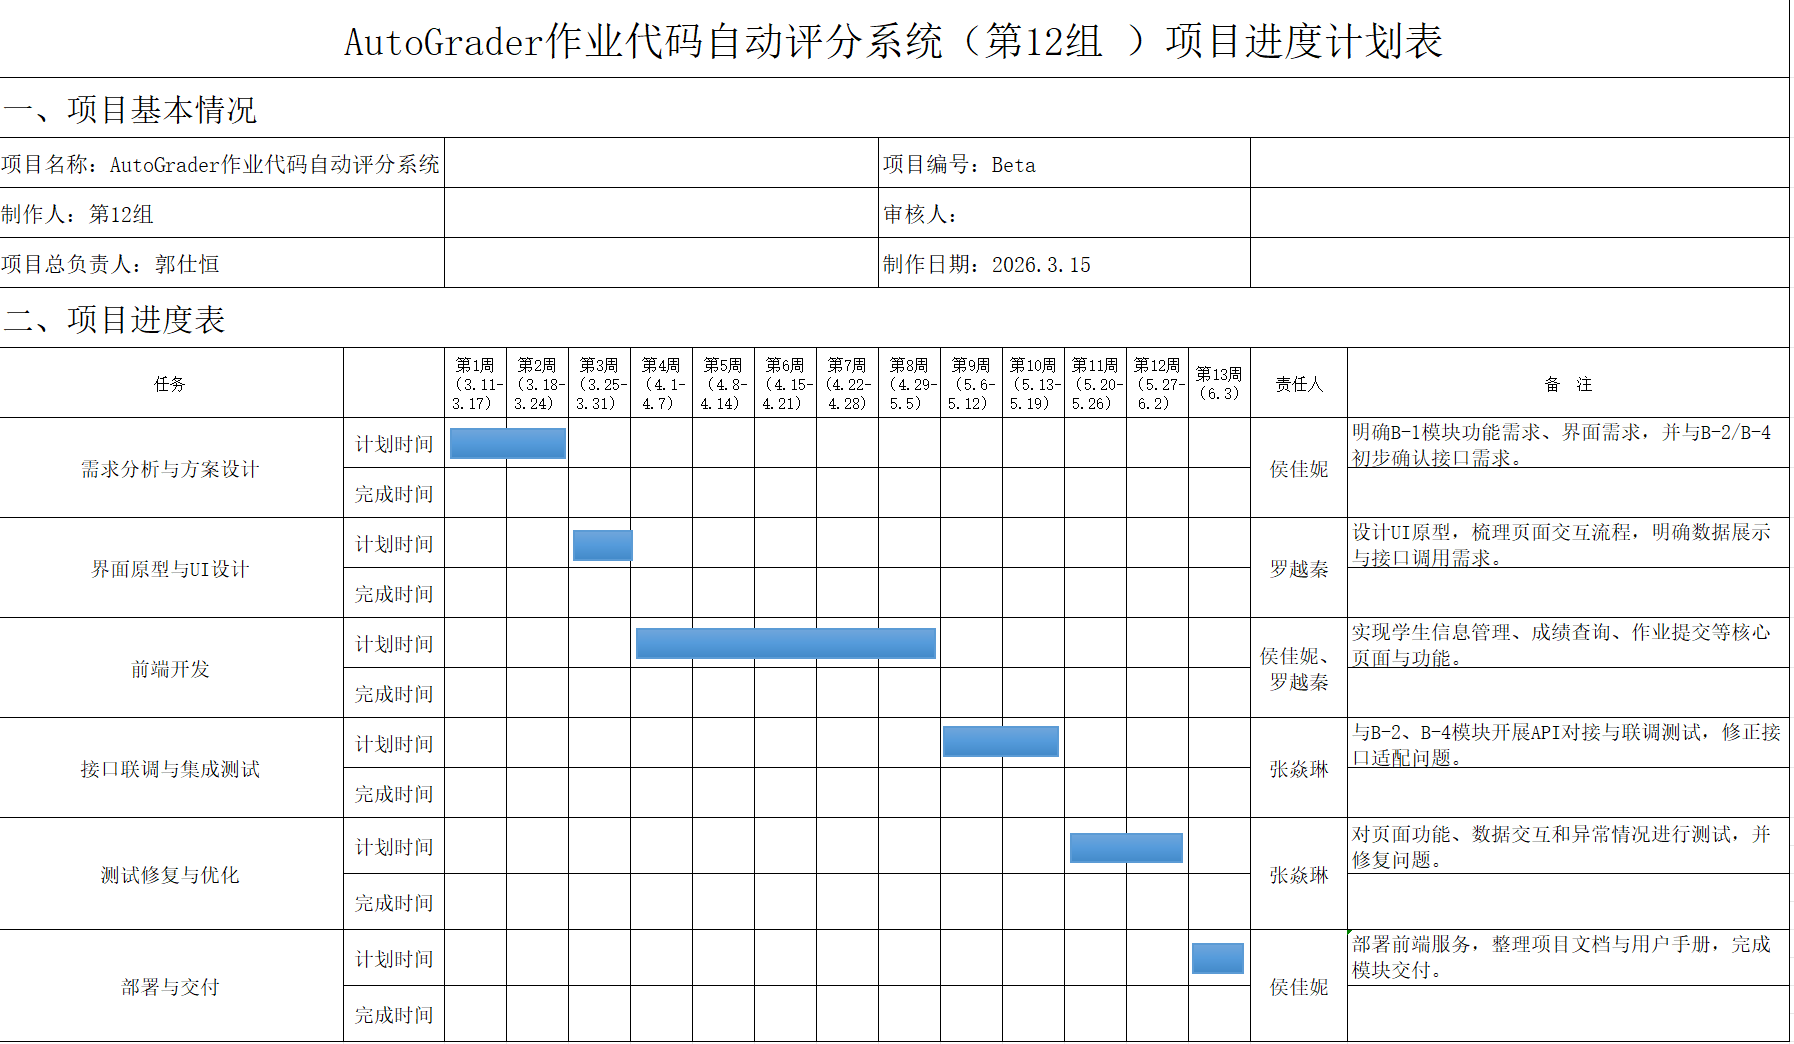 AutoGrader作业代码自动评分系统（第12组 ）项目进度计划表
一、项目基本情况
项目名称：AutoGrader作业代码自动评分系统
项目编号：Beta
制作人：第12组
审核人：
项目总负责人：郭仕恒
制作日期：2026.3.15
二、项目进度表
任务
第1周
（3.11-
3.17）
第2周
（3.18-
3.24）
第3周
（3.25-
3.31）
第4周
（4.1-
4.7）
第5周
（4.8-
4.14）
第6周
（4.15-
4.21）
第7周
（4.22-
4.28）
第8周
（4.29-
5.5）
第9周
（5.6-
5.12）
第10周
（5.13-
5.19）
第11周
（5.20-
5.26）
第12周
（5.27-
6.2）
第13周
（6.3）
责任人
备 注
需求分析与方案设计
计划时间
完成时间
侯佳妮
明确B-1模块功能需求、界面需求，并与B-2/B-4
初步确认接口需求。
界面原型与UI设计
计划时间
完成时间
罗越秦
设计UI原型，梳理页面交互流程，明确数据展示
与接口调用需求。
前端开发
计划时间
完成时间
侯佳妮、
罗越秦
实现学生信息管理、成绩查询、作业提交等核心
页面与功能。
接口联调与集成测试
计划时间
完成时间
张焱琳
与B-2、B-4模块开展API对接与联调测试，修正接
口适配问题。
测试修复与优化
计划时间
完成时间
张焱琳
对页面功能、数据交互和异常情况进行测试，并
修复问题。
部署与交付
计划时间
完成时间
侯佳妮
部署前端服务，整理项目文档与用户手册，完成
模块交付。